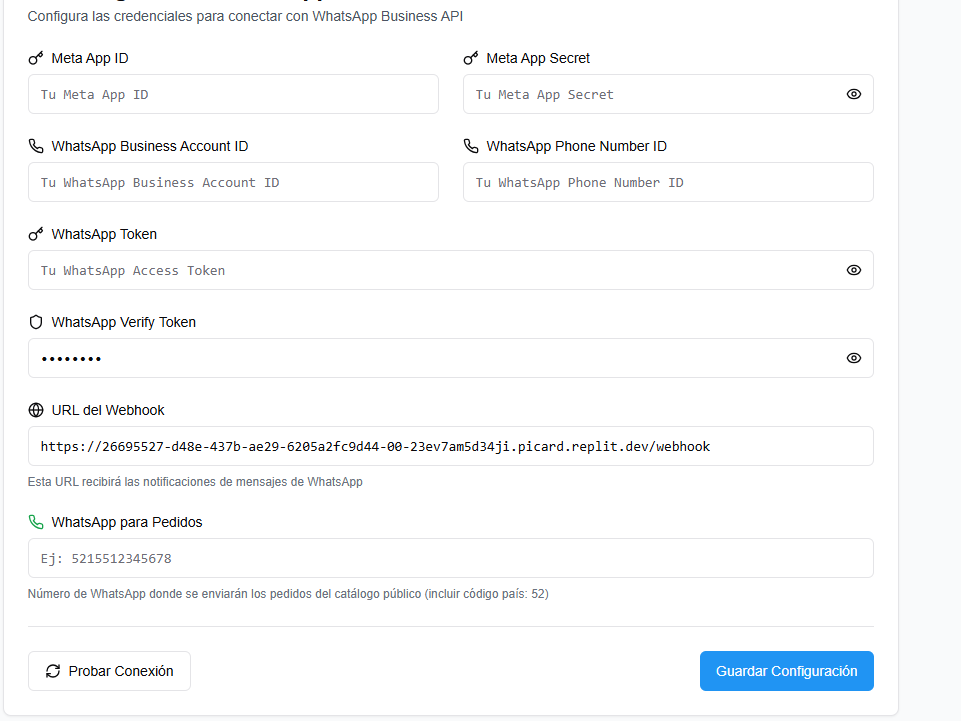 Configura las credenciales para conectar con WhatsApp Business API
Meta App ID
Meta App Secret
Tu Meta App ID
Tu Meta App Secret
WhatsApp Business Account ID
WhatsApp Phone Number ID
Tu WhatsApp Business Account ID
Tu WhatsApp Phone Number ID
WhatsApp Token
Tu WhatsApp Access Token
WhatsApp Verify Token
••••••••
URL del Webhook
https://26695527-d48e-437b-ae29-6205a2fc9d44-00-23ev7am5d34ji.picard.replit.dev/webhook
Esta URL recibirá las notificaciones de mensajes de WhatsApp
WhatsApp para Pedidos
Ej: 5215512345678
Número de WhatsApp donde se enviarán los pedidos del catálogo público (incluir código país: 52)
Probar Conexión
Guardar Configuración